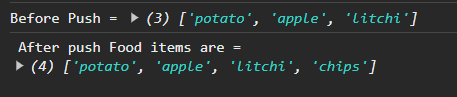 Before Push = ▶ (3) ['potato', 'apple', 'litchi']
After push Food items are =
▶ (4) ['potato', 'apple', 'litchi', 'chips']